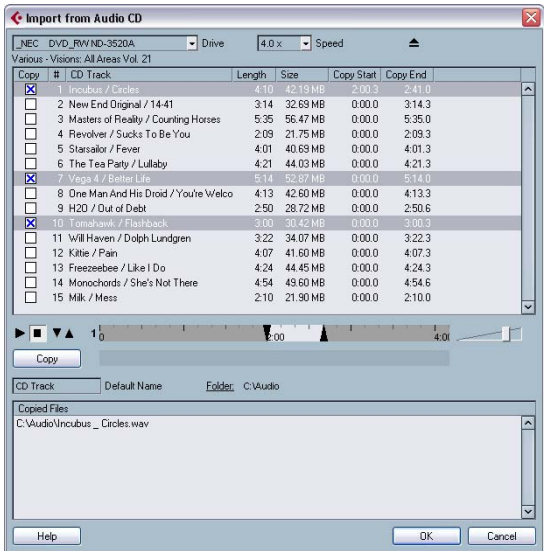 Import from Audio CD
_NEC DVD_RW ND-3520A Drive 4.0 x Speed
Various - Visions: All Areas Vol. 21
Copy # CD Track Length Size Copy Start Copy End
1 Incubus / Circles 4:10 42.19 MB 2:00.3 2:41.0
2 New End Original / 14-41 3:14 32.69 MB 0:00.0 3:14.3
3 Masters of Reality / Counting Horses 5:35 56.47 MB 0:00.0 5:35.0
4 Revolver / Sucks To Be You 2:09 21.75 MB 0:00.0 2:09.3
5 Starsailor / Fever 4:01 40.69 MB 0:00.0 4:01.3
6 The Tea Party / Lullaby 4:21 44.03 MB 0:00.0 4:21.3
7 Vega 4 / Better Life 5:14 52.87 MB 0:00.0 5:14.0
8 One Man And His Droid / You're Welco 4:13 42.60 MB 0:00.0 4:13.3
9 H2O / Out of Debt 2:50 28.72 MB 0:00.0 2:50.6
10 Tomahawk / Flashback 3:00 30.42 MB 0:00.0 3:00.3
11 Will Haven / Dolph Lundgren 3:22 34.07 MB 0:00.0 3:22.3
12 Kittie / Pain 4:07 41.60 MB 0:00.0 4:07.3
13 Freezeebee / Like I Do 4:24 44.45 MB 0:00.0 4:24.3
14 Monochords / She's Not There 4:54 49.60 MB 0:00.0 4:54.6
15 Milk / Mess 2:10 21.90 MB 0:00.0 2:10.0
1 0 2:00 4:00
Copy
CD Track Default Name Folder: C:\Audio
Copied Files
C:\Audio\Incubus _ Circles.wav
Help OK Cancel